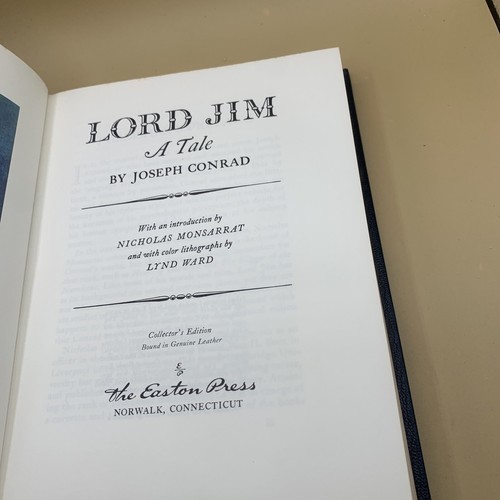 LORD JIM
A Tale
BY JOSEPH CONRAD
With an introduction by
NICHOLAS MONSARRAT
and with color lithographs by
LYND WARD
Collector's Edition
Bound in Genuine Leather
the Easton Press
NORWALK, CONNECTICUT